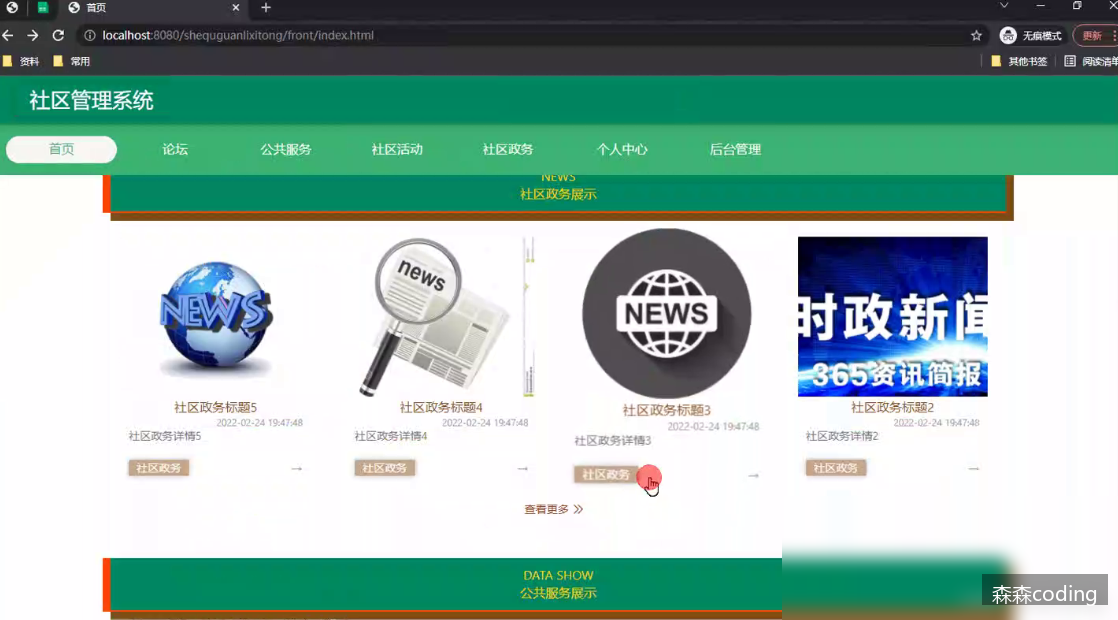 首页
localhost:8080/shequguanlixitong/front/index.html
无痕模式
更新
资料
常用
其他书签
阅读清单
社区管理系统
首页
论坛
公共服务
社区活动
社区政务
个人中心
后台管理
NEWS
社区政务展示
NEWS
news
NEWS
时政新闻
365资讯简报
社区政务标题5
2022-02-24 19:47:48
社区政务详情5
社区政务
社区政务标题4
2022-02-24 19:47:48
社区政务详情4
社区政务
社区政务标题3
2022-02-24 19:47:48
社区政务详情3
社区政务
社区政务标题2
2022-02-24 19:47:48
社区政务详情2
社区政务
查看更多
DATA SHOW
公共服务展示
森森coding